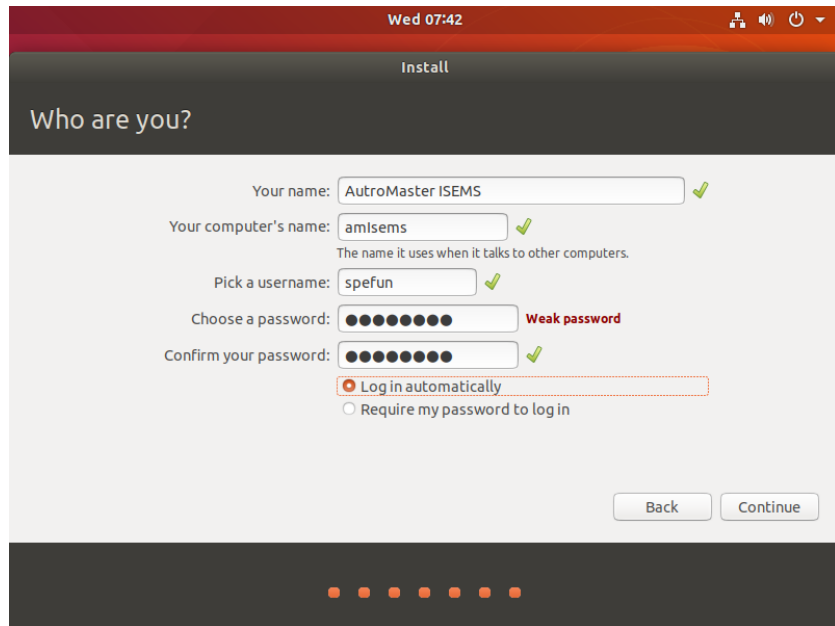 Wed 07:42
Install
Who are you?
Your name: AutroMaster ISEMS
Your computer's name: amIsems
The name it uses when it talks to other computers.
Pick a username: spefun
Choose a password: ●●●●●●●● Weak password
Confirm your password: ●●●●●●●●
Log in automatically
Require my password to log in
Back Continue